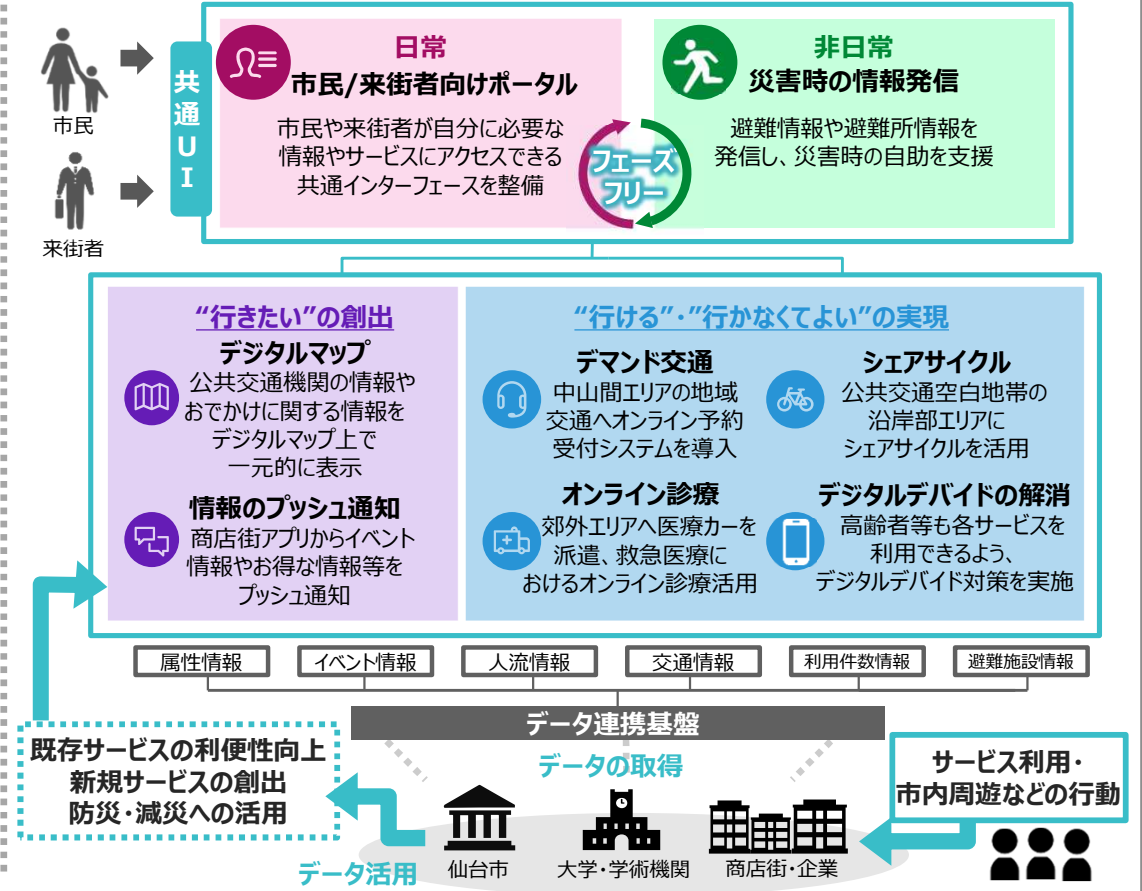 市民
来街者
共通UI
日常
市民/来街者向けポータル
市民や来街者が自分に必要な
情報やサービスにアクセスできる
共通インターフェースを整備
フェーズ
フリー
非日常
災害時の情報発信
避難情報や避難所情報を
発信し、災害時の自助を支援
“行きたい”の創出
デジタルマップ
公共交通機関の情報や
おでかけに関する情報を
デジタルマップ上で
一元的に表示
情報のプッシュ通知
商店街アプリからイベント
情報やお得な情報等を
プッシュ通知
“行ける”・”行かなくてよい”の実現
デマンド交通
中山間エリアの地域
交通へオンライン予約
受付システムを導入
シェアサイクル
公共交通空白地帯の
沿岸部エリアに
シェアサイクルを活用
オンライン診療
郊外エリアへ医療カーを
派遣、救急医療に
おけるオンライン診療活用
デジタルデバイドの解消
高齢者等も各サービスを
利用できるよう、
デジタルデバイド対策を実施
属性情報
イベント情報
人流情報
交通情報
利用件数情報
避難施設情報
データ連携基盤
データの取得
既存サービスの利便性向上
新規サービスの創出
防災・減災への活用
サービス利用・
市内周遊などの行動
データ活用
仙台市
大学・学術機関
商店街・企業